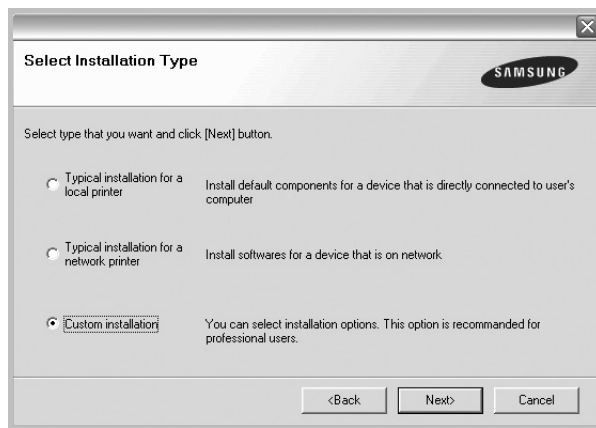 Select Installation Type
SAMSUNG
Select type that you want and click [Next] button.
Typical installation for a
local printer
Install default components for a device that is directly connected to user's
computer
Typical installation for a
network printer
Install softwares for a device that is on network
Custom installation
You can select installation options. This option is recommanded for
professional users.
<Back
Next>
Cancel